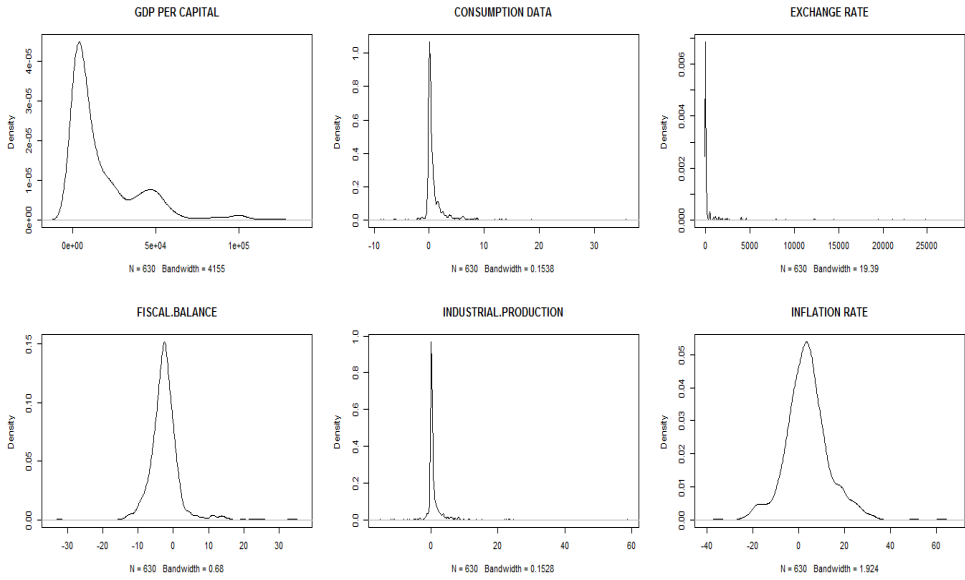 GDP PER CAPITAL
CONSUMPTION DATA
EXCHANGE RATE
Density
0e+00 1e-05 2e-05 3e-05 4e-05
0e+00 5e+04 1e+05
N = 630 Bandwidth = 4155
Density
0.0 0.2 0.4 0.6 0.8 1.0
-10 0 10 20 30
N = 630 Bandwidth = 0.1538
Density
0.000 0.002 0.004 0.006
0 5000 10000 15000 20000 25000
N = 630 Bandwidth = 19.39
FISCAL.BALANCE
INDUSTRIAL.PRODUCTION
INFLATION RATE
Density
0.00 0.05 0.10 0.15
-30 -20 -10 0 10 20 30
N = 630 Bandwidth = 0.68
Density
0.0 0.2 0.4 0.6 0.8 1.0
0 20 40 60
N = 630 Bandwidth = 0.1528
Density
0.00 0.01 0.02 0.03 0.04 0.05
-40 -20 0 20 40 60
N = 630 Bandwidth = 1.924